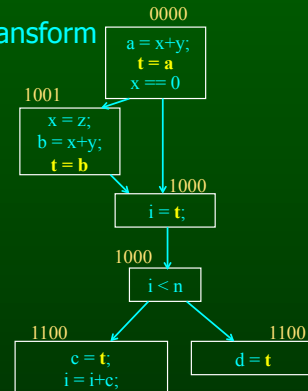 ansform
0000
a = x+y;
t = a
x == 0
1001
x = z;
b = x+y;
t = b
1000
i = t;
1000
i < n
1100
c = t;
i = i+c;
1100
d = t